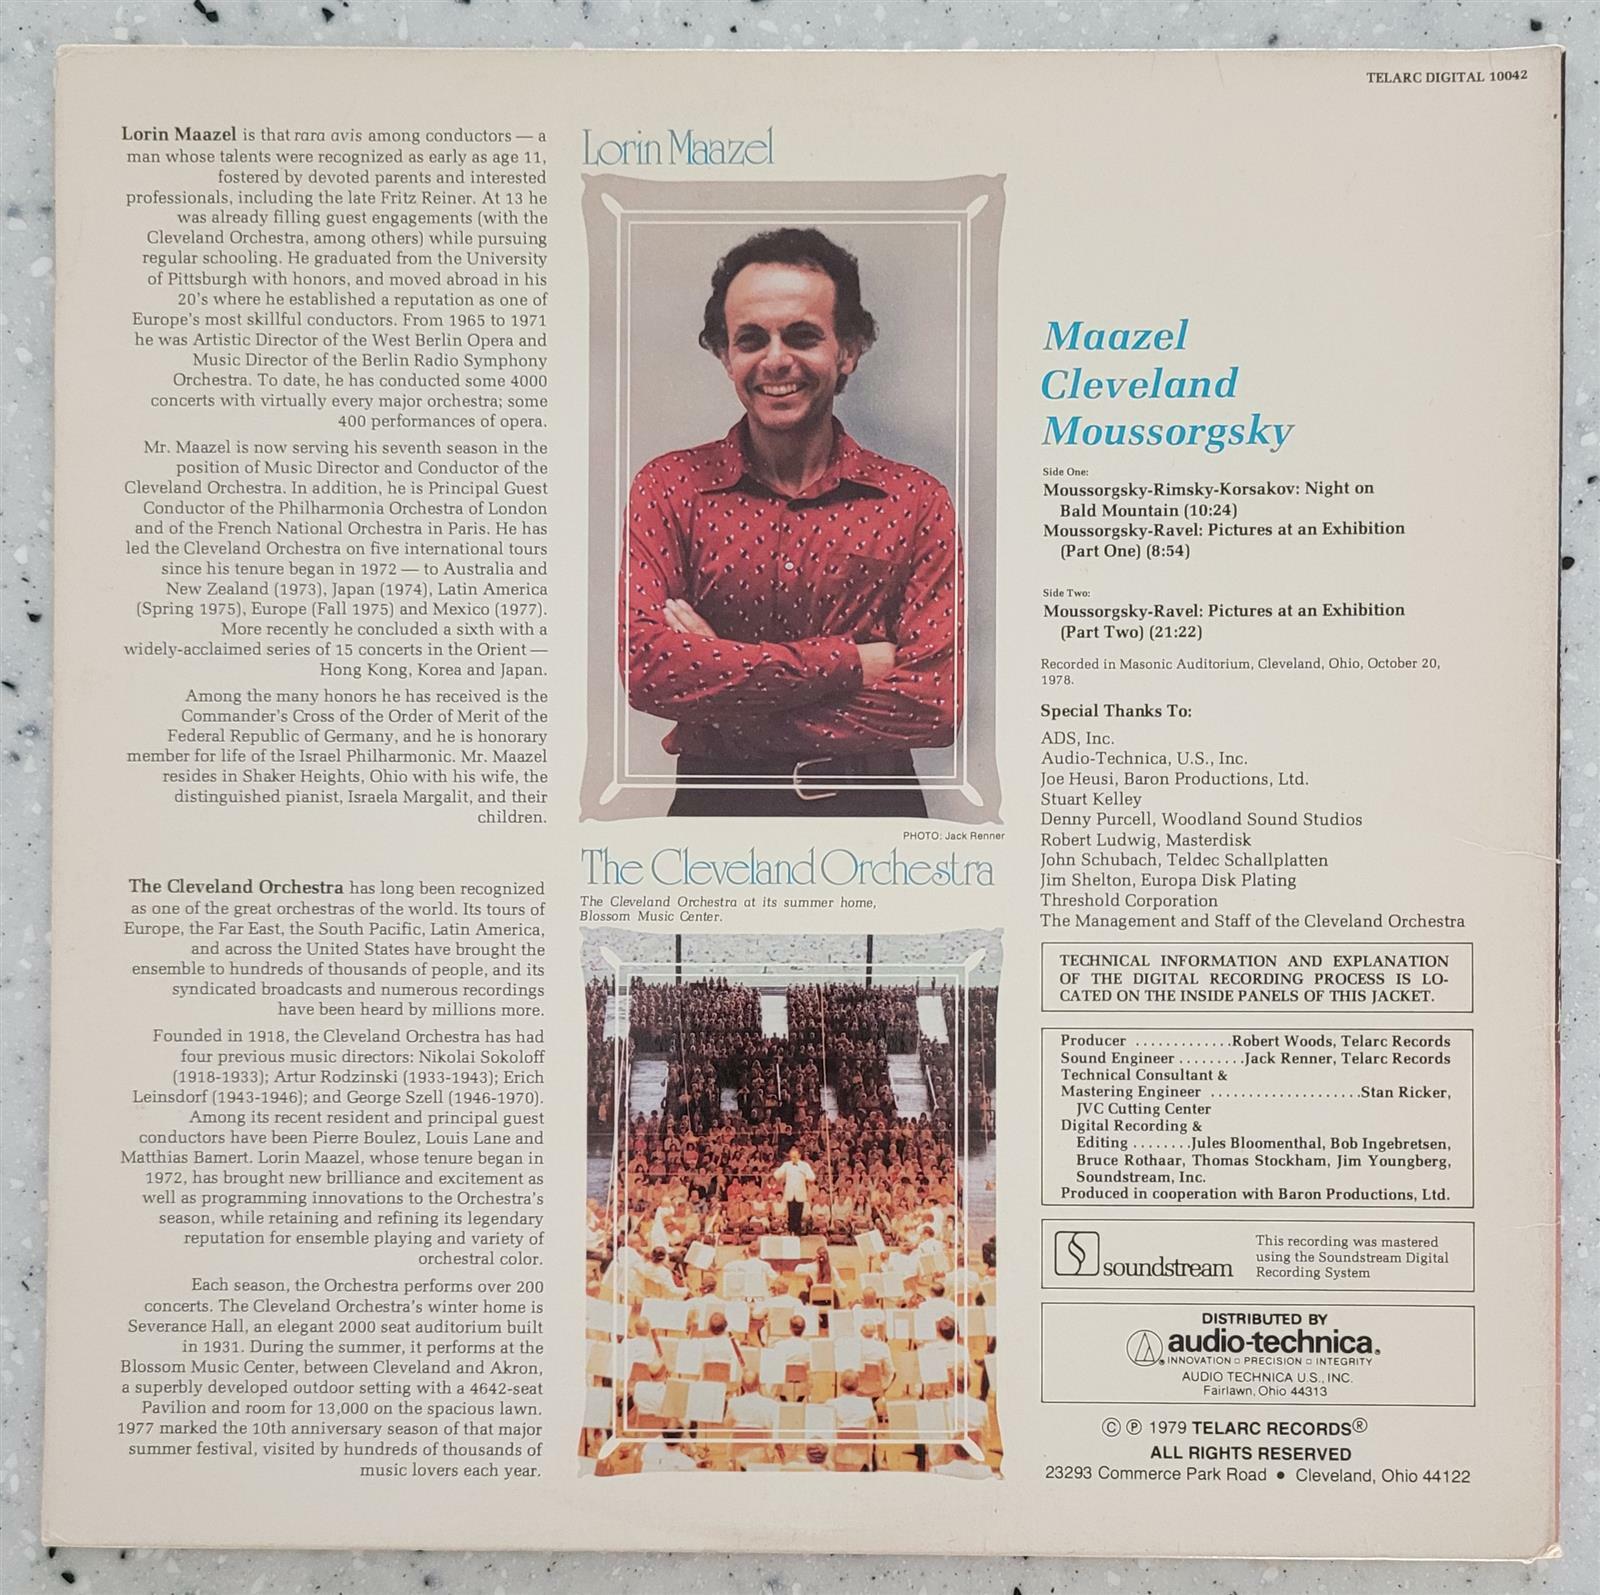 TELARC DIGITAL 10042
Lorin Maazel is that rara avis among conductors — a
man whose talents were recognized as early as age 11,
fostered by devoted parents and interested
professionals, including the late Fritz Reiner. At 13 he
was already filling guest engagements (with the
Cleveland Orchestra, among others) while pursuing
regular schooling. He graduated from the University
of Pittsburgh with honors, and moved abroad in his
20's where he established a reputation as one of
Europe's most skillful conductors. From 1965 to 1971
he was Artistic Director of the West Berlin Opera and
Music Director of the Berlin Radio Symphony
Orchestra. To date, he has conducted some 4000
concerts with virtually every major orchestra; some
400 performances of opera.
Mr. Maazel is now serving his seventh season in the
position of Music Director and Conductor of the
Cleveland Orchestra. In addition, he is Principal Guest
Conductor of the Philharmonia Orchestra of London
and of the French National Orchestra in Paris. He has
led the Cleveland Orchestra on five international tours
since his tenure began in 1972 — to Australia and
New Zealand (1973), Japan (1974), Latin America
(Spring 1975), Europe (Fall 1975) and Mexico (1977).
More recently he concluded a sixth with a
widely-acclaimed series of 15 concerts in the Orient —
Hong Kong, Korea and Japan.
Among the many honors he has received is the
Commander's Cross of the Order of Merit of the
Federal Republic of Germany, and he is honorary
member for life of the Israel Philharmonic. Mr. Maazel
resides in Shaker Heights, Ohio with his wife, the
distinguished pianist, Israela Margalit, and their
children.
The Cleveland Orchestra has long been recognized
as one of the great orchestras of the world. Its tours of
Europe, the Far East, the South Pacific, Latin America,
and across the United States have brought the
ensemble to hundreds of thousands of people, and its
syndicated broadcasts and numerous recordings
have been heard by millions more.
Founded in 1918, the Cleveland Orchestra has had
four previous music directors: Nikolai Sokoloff
(1918-1933); Artur Rodzinski (1933-1943); Erich
Leinsdorf (1943-1946); and George Szell (1946-1970).
Among its recent resident and principal guest
conductors have been Pierre Boulez, Louis Lane and
Matthias Bamert. Lorin Maazel, whose tenure began in
1972, has brought new brilliance and excitement as
well as programming innovations to the Orchestra's
season, while retaining and refining its legendary
reputation for ensemble playing and variety of
orchestral color.
Each season, the Orchestra performs over 200
concerts. The Cleveland Orchestra's winter home is
Severance Hall, an elegant 2000 seat auditorium built
in 1931. During the summer, it performs at the
Blossom Music Center, between Cleveland and Akron,
a superbly developed outdoor setting with a 4642-seat
Pavilion and room for 13,000 on the spacious lawn.
1977 marked the 10th anniversary season of that major
summer festival, visited by hundreds of thousands of
music lovers each year.
Lorin Maazel
PHOTO: Jack Renner
The Cleveland Orchestra
The Cleveland Orchestra at its summer home,
Blossom Music Center.
Maazel
Cleveland
Moussorgsky
Side One:
Moussorgsky-Rimsky-Korsakov: Night on
Bald Mountain (10:24)
Moussorgsky-Ravel: Pictures at an Exhibition
(Part One) (8:54)
Side Two:
Moussorgsky-Ravel: Pictures at an Exhibition
(Part Two) (21:22)
Recorded in Masonic Auditorium, Cleveland, Ohio, October 20,
1978.
Special Thanks To:
ADS, Inc.
Audio-Technica, U.S., Inc.
Joe Heusi, Baron Productions, Ltd.
Stuart Kelley
Denny Purcell, Woodland Sound Studios
Robert Ludwig, Masterdisk
John Schubach, Teldec Schallplatten
Jim Shelton, Europa Disk Plating
Threshold Corporation
The Management and Staff of the Cleveland Orchestra
TECHNICAL INFORMATION AND EXPLANATION
OF THE DIGITAL RECORDING PROCESS IS LO-
CATED ON THE INSIDE PANELS OF THIS JACKET.
Producer .............Robert Woods, Telarc Records
Sound Engineer .........Jack Renner, Telarc Records
Technical Consultant &
Mastering Engineer ....................Stan Ricker,
JVC Cutting Center
Digital Recording &
Editing ........Jules Bloomenthal, Bob Ingebretsen,
Bruce Rothaar, Thomas Stockham, Jim Youngberg,
Soundstream, Inc.
Produced in cooperation with Baron Productions, Ltd.
soundstream
This recording was mastered
using the Soundstream Digital
Recording System
DISTRIBUTED BY
audio-technica®
INNOVATION □ PRECISION □ INTEGRITY
AUDIO TECHNICA U.S., INC.
Fairlawn, Ohio 44313
© ℗ 1979 TELARC RECORDS®
ALL RIGHTS RESERVED
23293 Commerce Park Road ● Cleveland, Ohio 44122